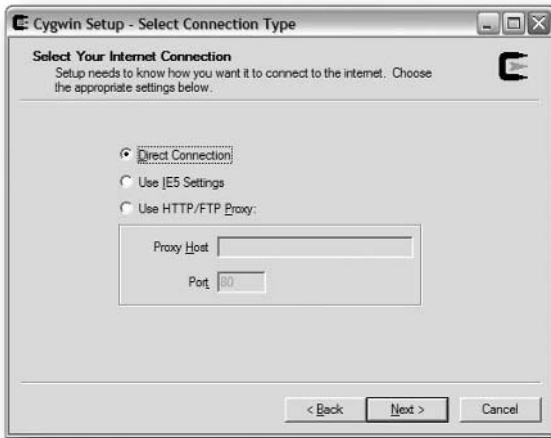 Cygwin Setup - Select Connection Type
Select Your Internet Connection
Setup needs to know how you want it to connect to the internet. Choose
the appropriate settings below.
Direct Connection
Use IE5 Settings
Use HTTP/FTP Proxy:
Proxy Host
Port 80
< Back Next > Cancel